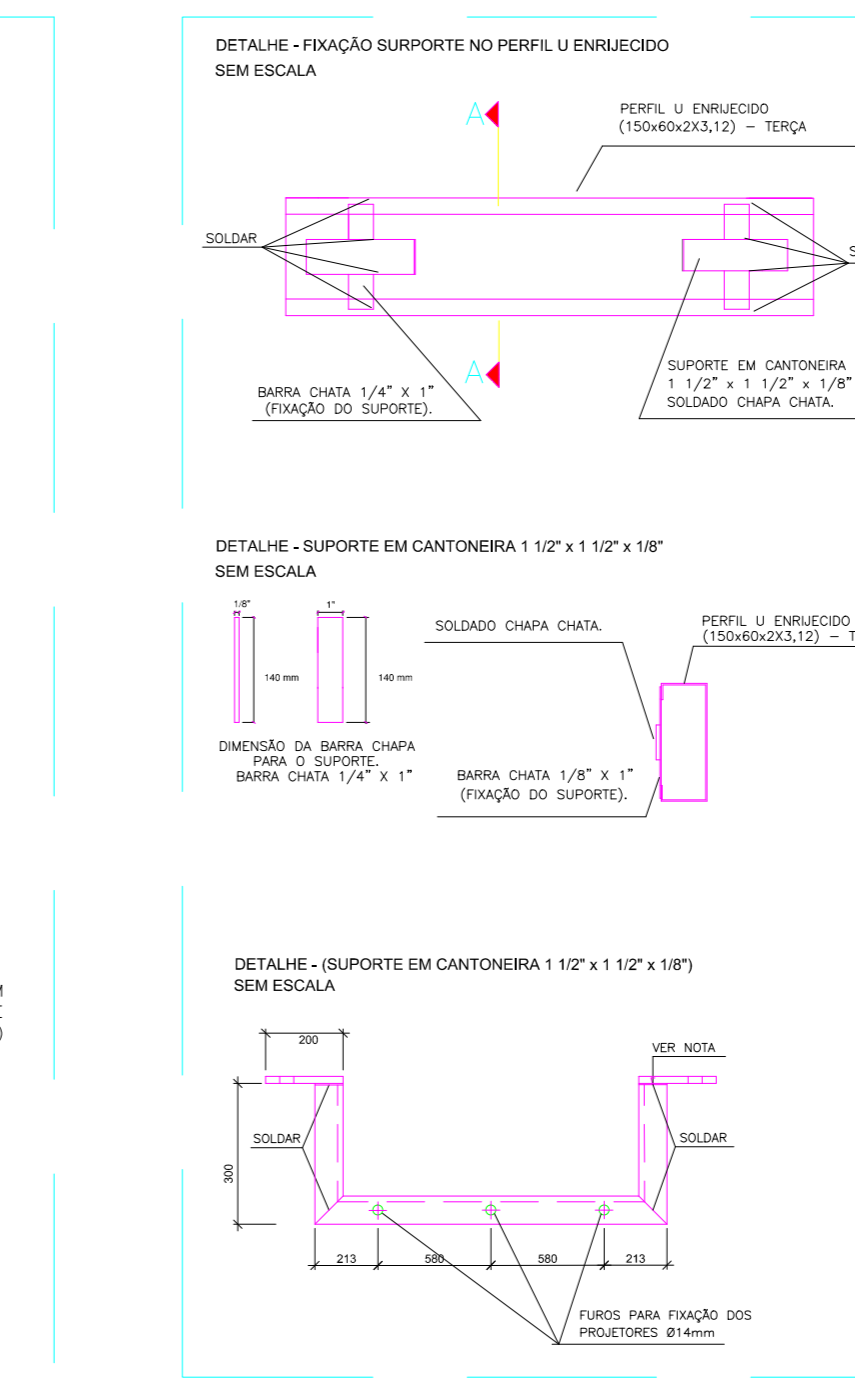 DETALHE - FIXAÇÃO SURPORTE NO PERFIL U ENRIJECIDO
SEM ESCALA
A
PERFIL U ENRIJECIDO
(150x60x2X3,12) – TERÇA
SOLDAR
S
A
BARRA CHATA 1/4” X 1”
(FIXAÇÃO DO SUPORTE).
SUPORTE EM CANTONEIRA
1 1/2” x 1 1/2” x 1/8”
SOLDADO CHAPA CHATA.
DETALHE - SUPORTE EM CANTONEIRA 1 1/2" x 1 1/2" x 1/8"
SEM ESCALA
1/8"
1"
140 mm
140 mm
DIMENSÃO DA BARRA CHAPA
PARA O SUPORTE.
BARRA CHATA 1/4” X 1”
SOLDADO CHAPA CHATA.
PERFIL U ENRIJECIDO
(150x60x2X3,12) – T
BARRA CHATA 1/8” X 1”
(FIXAÇÃO DO SUPORTE).
DETALHE - (SUPORTE EM CANTONEIRA 1 1/2" x 1 1/2" x 1/8")
SEM ESCALA
200
VER NOTA
SOLDAR
SOLDAR
300
213
580
580
213
FUROS PARA FIXAÇÃO DOS
PROJETORES Ø14mm